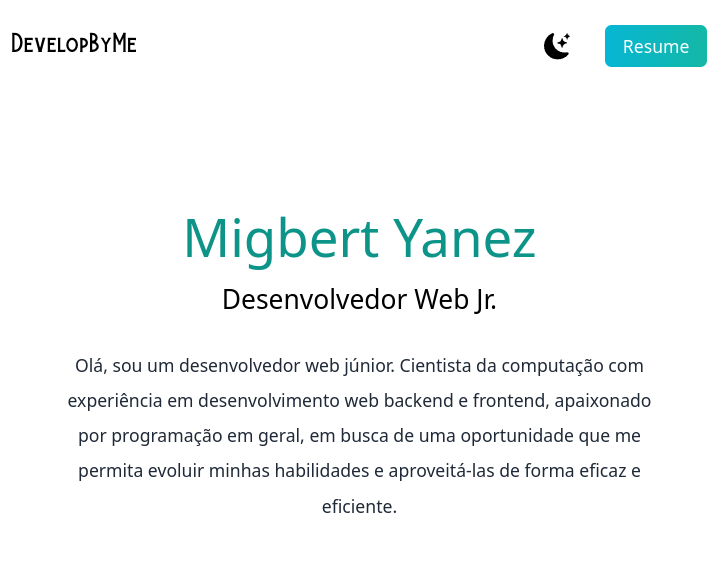 DevelopByMe
Resume
Migbert Yanez
Desenvolvedor Web Jr.
Olá, sou um desenvolvedor web júnior. Cientista da computação com
experiência em desenvolvimento web backend e frontend, apaixonado
por programação em geral, em busca de uma oportunidade que me
permita evoluir minhas habilidades e aproveitá-las de forma eficaz e
eficiente.